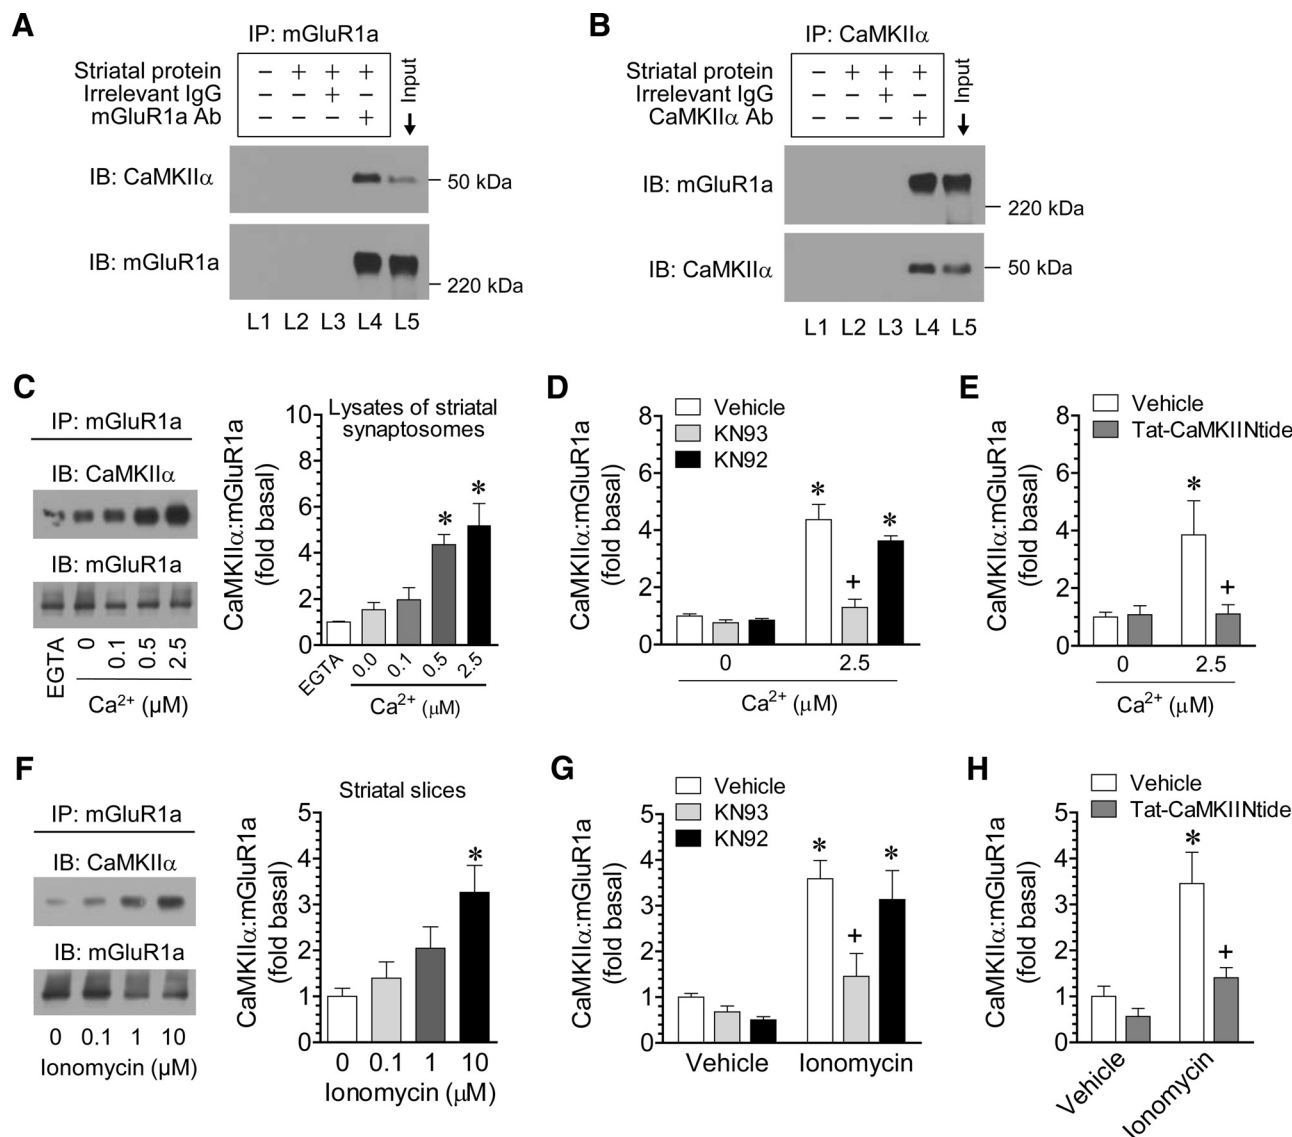 A
IP: mGluR1a
Striatal protein − + + +
Irrelevant IgG − − + −
mGluR1a Ab − − − +
Input
IB: CaMKIIα
50 kDa
IB: mGluR1a
220 kDa
L1 L2 L3 L4 L5
B
IP: CaMKIIα
Striatal protein − + + +
Irrelevant IgG − − + −
CaMKIIα Ab − − − +
Input
IB: mGluR1a
220 kDa
IB: CaMKIIα
50 kDa
L1 L2 L3 L4 L5
C
IP: mGluR1a
IB: CaMKIIα
IB: mGluR1a
EGTA 0 0.1 0.5 2.5
Ca2+ (µM)
Lysates of striatal
synaptosomes
CaMKIIα:mGluR1a
(fold basal)
10
8
6
4
2
0
* *
EGTA 0.0 0.1 0.5 2.5
Ca2+ (µM)
D
Vehicle
KN93
KN92
CaMKIIα:mGluR1a
(fold basal)
8
6
4
2
0
* + *
0 2.5
Ca2+ (µM)
E
Vehicle
Tat-CaMKIINtide
CaMKIIα:mGluR1a
(fold basal)
8
6
4
2
0
* +
0 2.5
Ca2+ (µM)
F
IP: mGluR1a
IB: CaMKIIα
IB: mGluR1a
0 0.1 1 10
Ionomycin (µM)
Striatal slices
CaMKIIα:mGluR1a
(fold basal)
5
4
3
2
1
0
*
0 0.1 1 10
Ionomycin (µM)
G
Vehicle
KN93
KN92
CaMKIIα:mGluR1a
(fold basal)
5
4
3
2
1
0
* + *
Vehicle Ionomycin
H
Vehicle
Tat-CaMKIINtide
CaMKIIα:mGluR1a
(fold basal)
5
4
3
2
1
0
* +
Vehicle Ionomycin